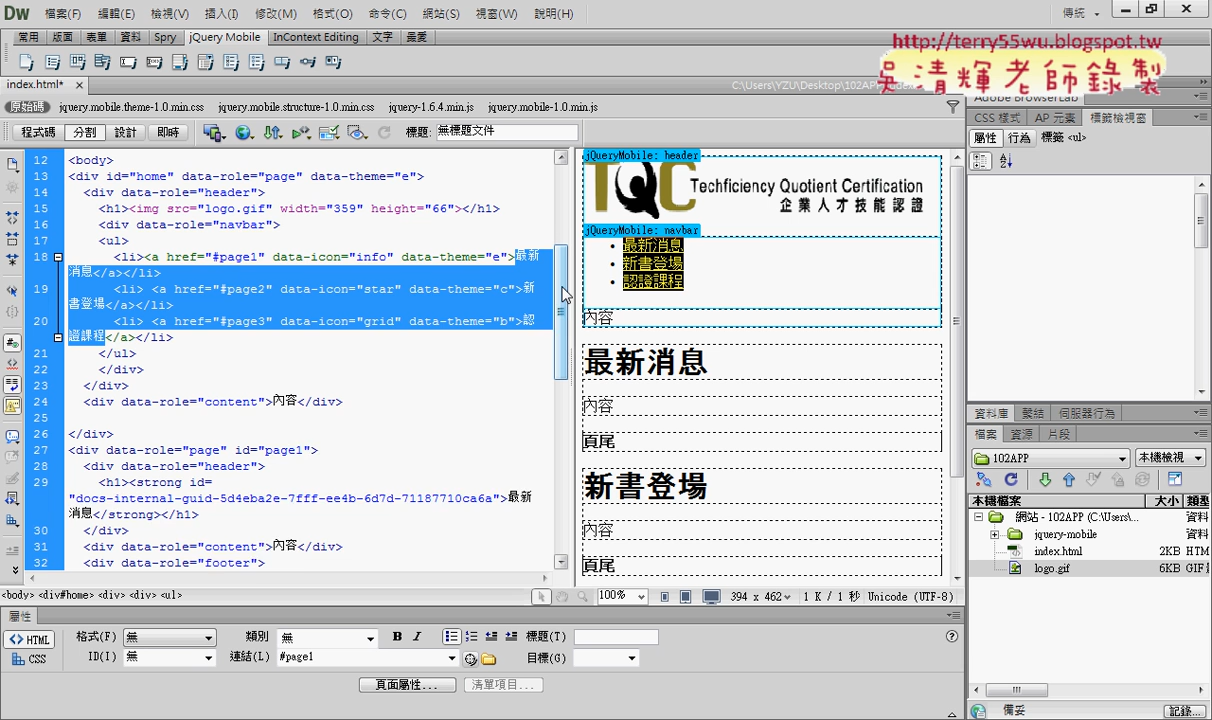 Dw 檔案(F) 編輯(E) 檢視(V) 插入(I) 修改(M) 格式(O) 命令(C) 網站(S) 視窗(W) 說明(H) 傳統
常用 版面 表單 資料 Spry jQuery Mobile InContext Editing 文字 最愛
http://terry55wu.blogspot.tw
吳清輝老師錄製
index.html* C:\Users\YZU\Desktop\102APP
Adobe BrowserLab
原始碼 jquery.mobile.theme-1.0.min.css jquery.mobile.structure-1.0.min.css jquery-1.6.4.min.js jquery.mobile-1.0.min.js
程式碼 分割 設計 即時 標題: 無標題文件
CSS 樣式 AP 元素 標籤檢視窗
屬性 行為 標籤 <ul>
12 <body>
13 <div id="home" data-role="page" data-theme="e">
14 <div data-role="header">
15 <h1><img src="logo.gif" width="359" height="66"></h1>
16 <div data-role="navbar">
17 <ul>
18 <li><a href="#page1" data-icon="info" data-theme="e">最新
消息</a></li>
19 <li> <a href="#page2" data-icon="star" data-theme="c">新
書登場</a></li>
20 <li> <a href="#page3" data-icon="grid" data-theme="b">認
證課程</a></li>
21 </ul>
22 </div>
23 </div>
24 <div data-role="content">內容</div>
25
26 </div>
27 <div data-role="page" id="page1">
28 <div data-role="header">
29 <h1><strong id=
"docs-internal-guid-5d4eba2e-7fff-ee4b-6d7d-71187710ca6a">最新
消息</strong></h1>
30 </div>
31 <div data-role="content">內容</div>
32 <div data-role="footer">
jQueryMobile: header
TQC Techficiency Quotient Certification
企業人才技能認證
jQueryMobile: navbar
最新消息
新書登場
認證課程
內容
最新消息
內容
頁尾
新書登場
內容
頁尾
資料庫 繫結 伺服器行為
檔案 資源 片段
102APP 本機檢視
本機檔案 大小 類型
網站 - 102APP (C:\Users\... 資料
jquery-mobile 資料
index.html 2KB HTM
logo.gif 6KB GIF
<body> <div#home> <div> <div> <ul> 100% 394 x 462 1 K / 1 秒 Unicode (UTF-8)
屬性
HTML 格式(F) 無 類別 無 B I 標題(T)
CSS ID(I) 無 連結(L) #page1 目標(G)
頁面屬性... 清單項目...
備妥 記錄...